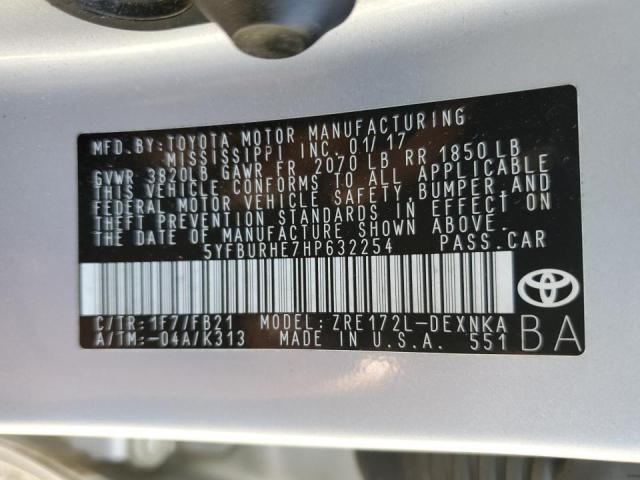 MFD.BY:TOYOTA MOTOR MANUFACTURING
MISSISSIPPI INC. 01/17
GVWR 3820LB GAWR FR 2070 LB RR 1850LB
THIS VEHICLE CONFORMS TO ALL APPLICABLE
FEDERAL MOTOR VEHICLE SAFETY,BUMPER,AND
THEFT PREVENTION STANDARDS IN EFFECT ON
THE DATE OF MANUFACTURE SHOWN ABOVE.
5YFBURHE7HP632254 PASS.CAR
C/TR:1F7/FB21 MODEL:ZRE172L-DEXNKA
A/TM:-04A/K313 MADE IN U.S.A. 551
BA